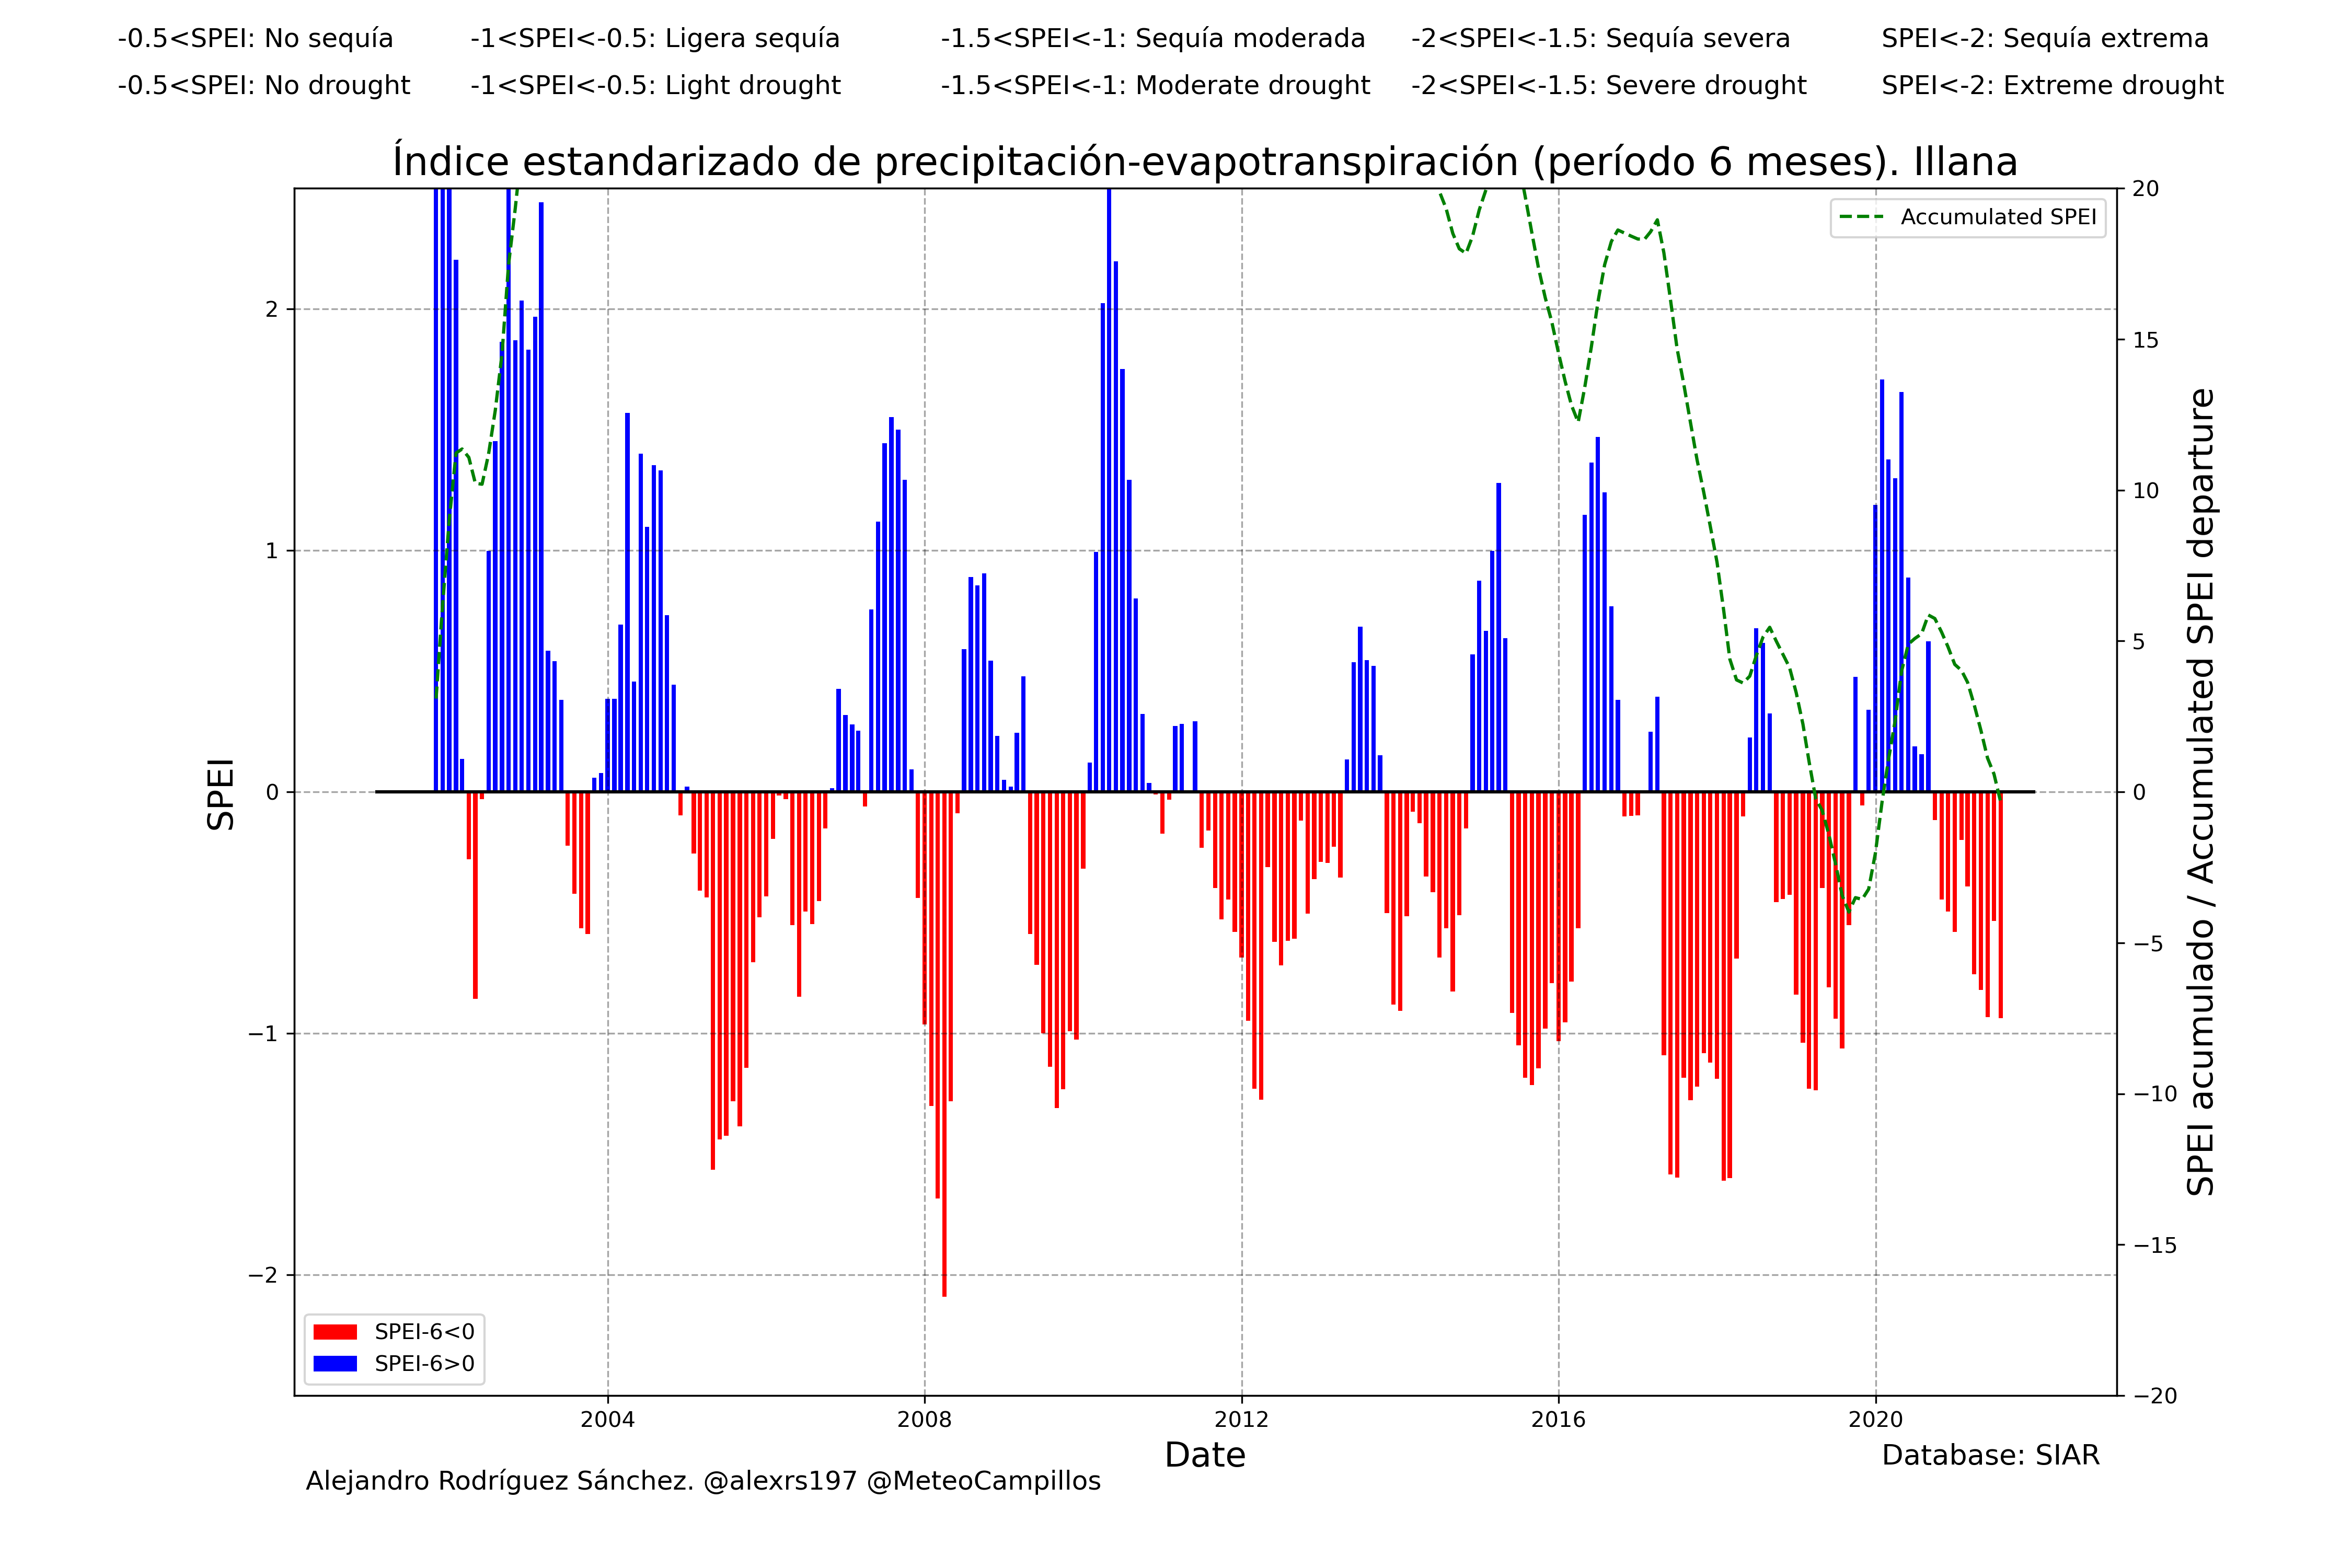 -0.5<SPEI: No sequía -1<SPEI<-0.5: Ligera sequía -1.5<SPEI<-1: Sequía moderada -2<SPEI<-1.5: Sequía severa SPEI<-2: Sequía extrema
-0.5<SPEI: No drought -1<SPEI<-0.5: Light drought -1.5<SPEI<-1: Moderate drought -2<SPEI<-1.5: Severe drought SPEI<-2: Extreme drought
Índice estandarizado de precipitación-evapotranspiración (período 6 meses). Illana
SPEI
2
1
0
−1
−2
Accumulated SPEI
20
15
10
5
0
−5
−10
−15
−20
SPEI acumulado / Accumulated SPEI departure
SPEI-6<0
SPEI-6>0
2004 2008 2012 2016 2020
Date
Database: SIAR
Alejandro Rodríguez Sánchez. @alexrs197 @MeteoCampillos